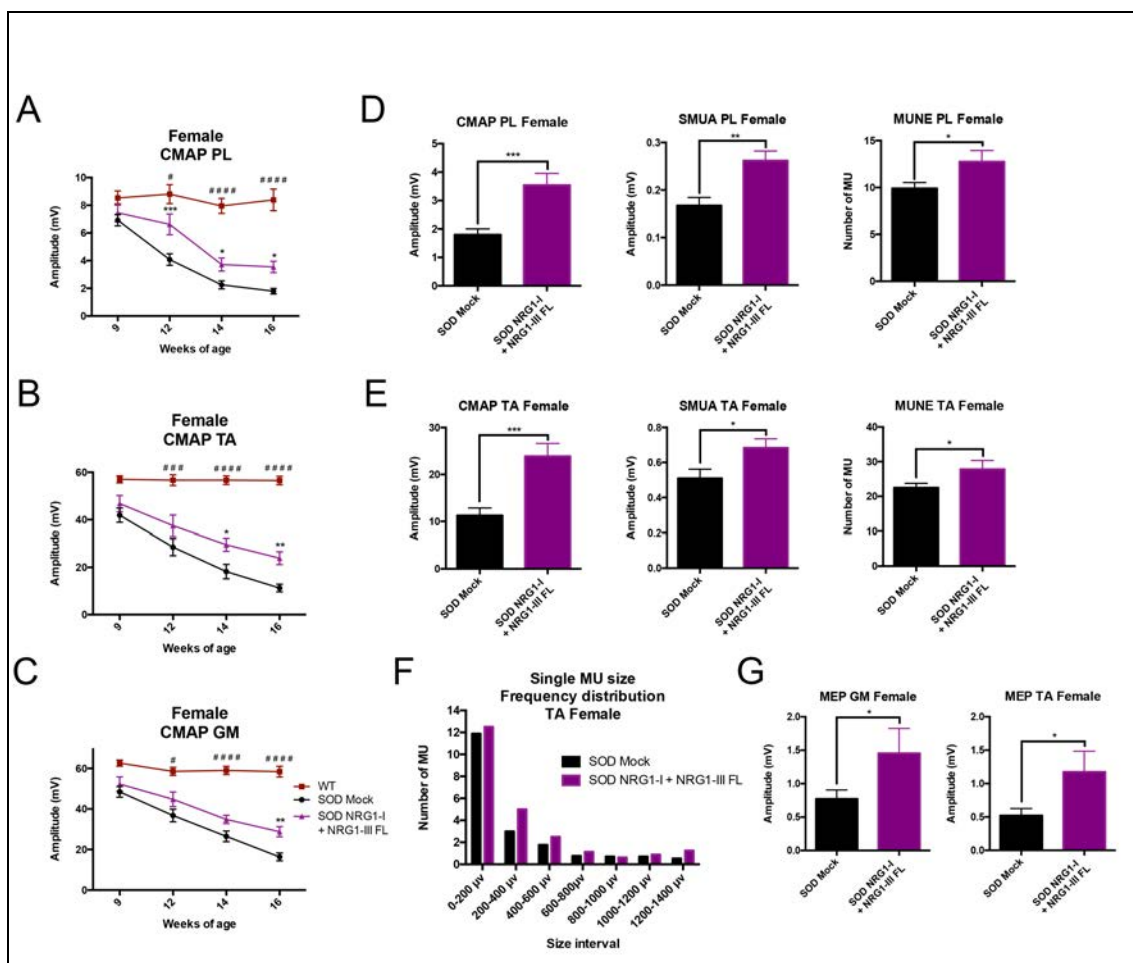 A
Female
CMAP PL
Amplitude (mV)
10
8
6
4
2
0
#
####
####
***
*
*
9
12
14
16
Weeks of age
B
Female
CMAP TA
Amplitude (mV)
60
40
20
0
###
####
####
*
**
9
12
14
16
Weeks of age
C
Female
CMAP GM
Amplitude (mV)
60
40
20
0
#
####
####
**
WT
SOD Mock
SOD NRG1-I
+ NRG1-III FL
9
12
14
16
Weeks of age
D
CMAP PL Female
Amplitude (mV)
5
4
3
2
1
0
***
SOD Mock
SOD NRG1-I
+ NRG1-III FL
SMUA PL Female
Amplitude (mV)
0.3
0.2
0.1
0.0
**
SOD Mock
SOD NRG1-I
+ NRG1-III FL
MUNE PL Female
Number of MU
15
10
5
0
*
SOD Mock
SOD NRG1-I
+ NRG1-III FL
E
CMAP TA Female
Amplitude (mV)
30
20
10
0
***
SOD Mock
SOD NRG1-I
+ NRG1-III FL
SMUA TA Female
Amplitude (mV)
0.8
0.6
0.4
0.2
0.0
*
SOD Mock
SOD NRG1-I
+ NRG1-III FL
MUNE TA Female
Number of MU
40
30
20
10
0
*
SOD Mock
SOD NRG1-I
+ NRG1-III FL
F
Single MU size
Frequency distribution
TA Female
Number of MU
14
12
10
8
6
4
2
0
SOD Mock
SOD NRG1-I + NRG1-III FL
0-200 µv
200-400 µv
400-600 µv
600-800µv
800-1000 µv
1000-1200 µv
1200-1400 µv
Size interval
G
MEP GM Female
Amplitude (mV)
2.0
1.5
1.0
0.5
0.0
*
SOD Mock
SOD NRG1-I
+ NRG1-III FL
MEP TA Female
Amplitude (mV)
2.0
1.5
1.0
0.5
0.0
*
SOD Mock
SOD NRG1-I
+ NRG1-III FL